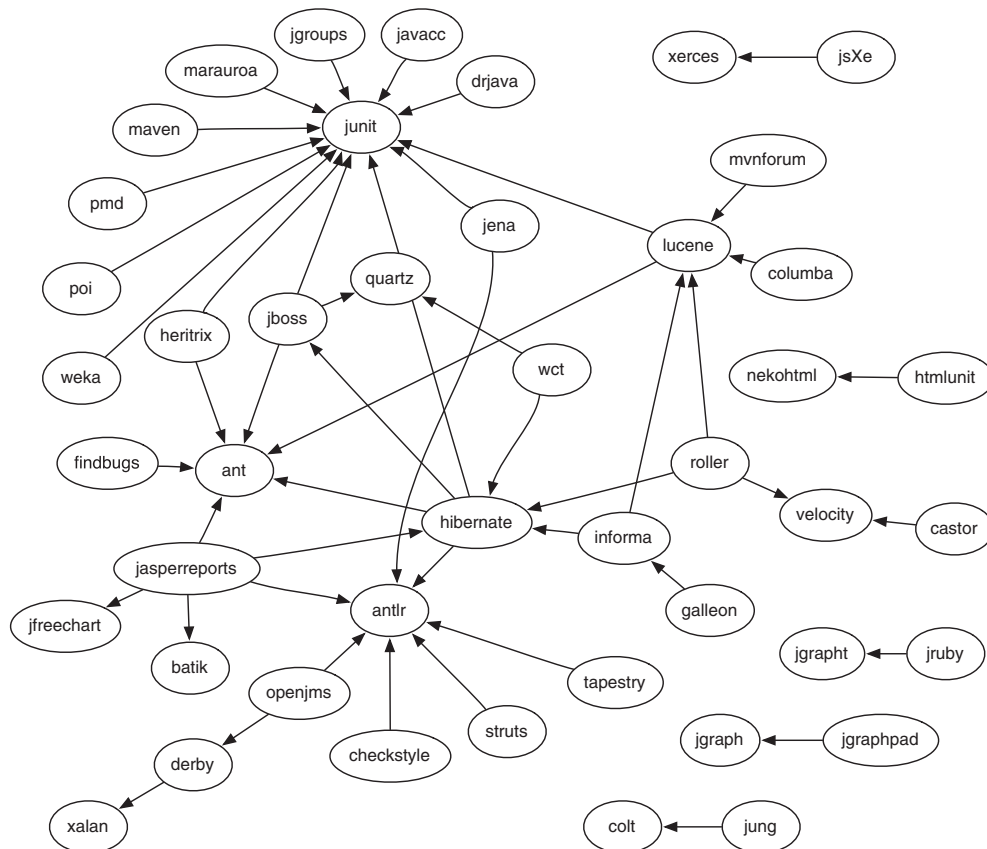 jgroups
javacc
xerces
jsXe
marauroa
drjava
maven
junit
mvnforum
pmd
jena
lucene
columba
poi
quartz
heritrix
jboss
weka
wct
nekohtml
htmlunit
findbugs
ant
roller
hibernate
informa
velocity
castor
jasperreports
jfreechart
antlr
galleon
batik
openjms
tapestry
jgrapht
jruby
struts
checkstyle
jgraph
jgraphpad
derby
xalan
colt
jung